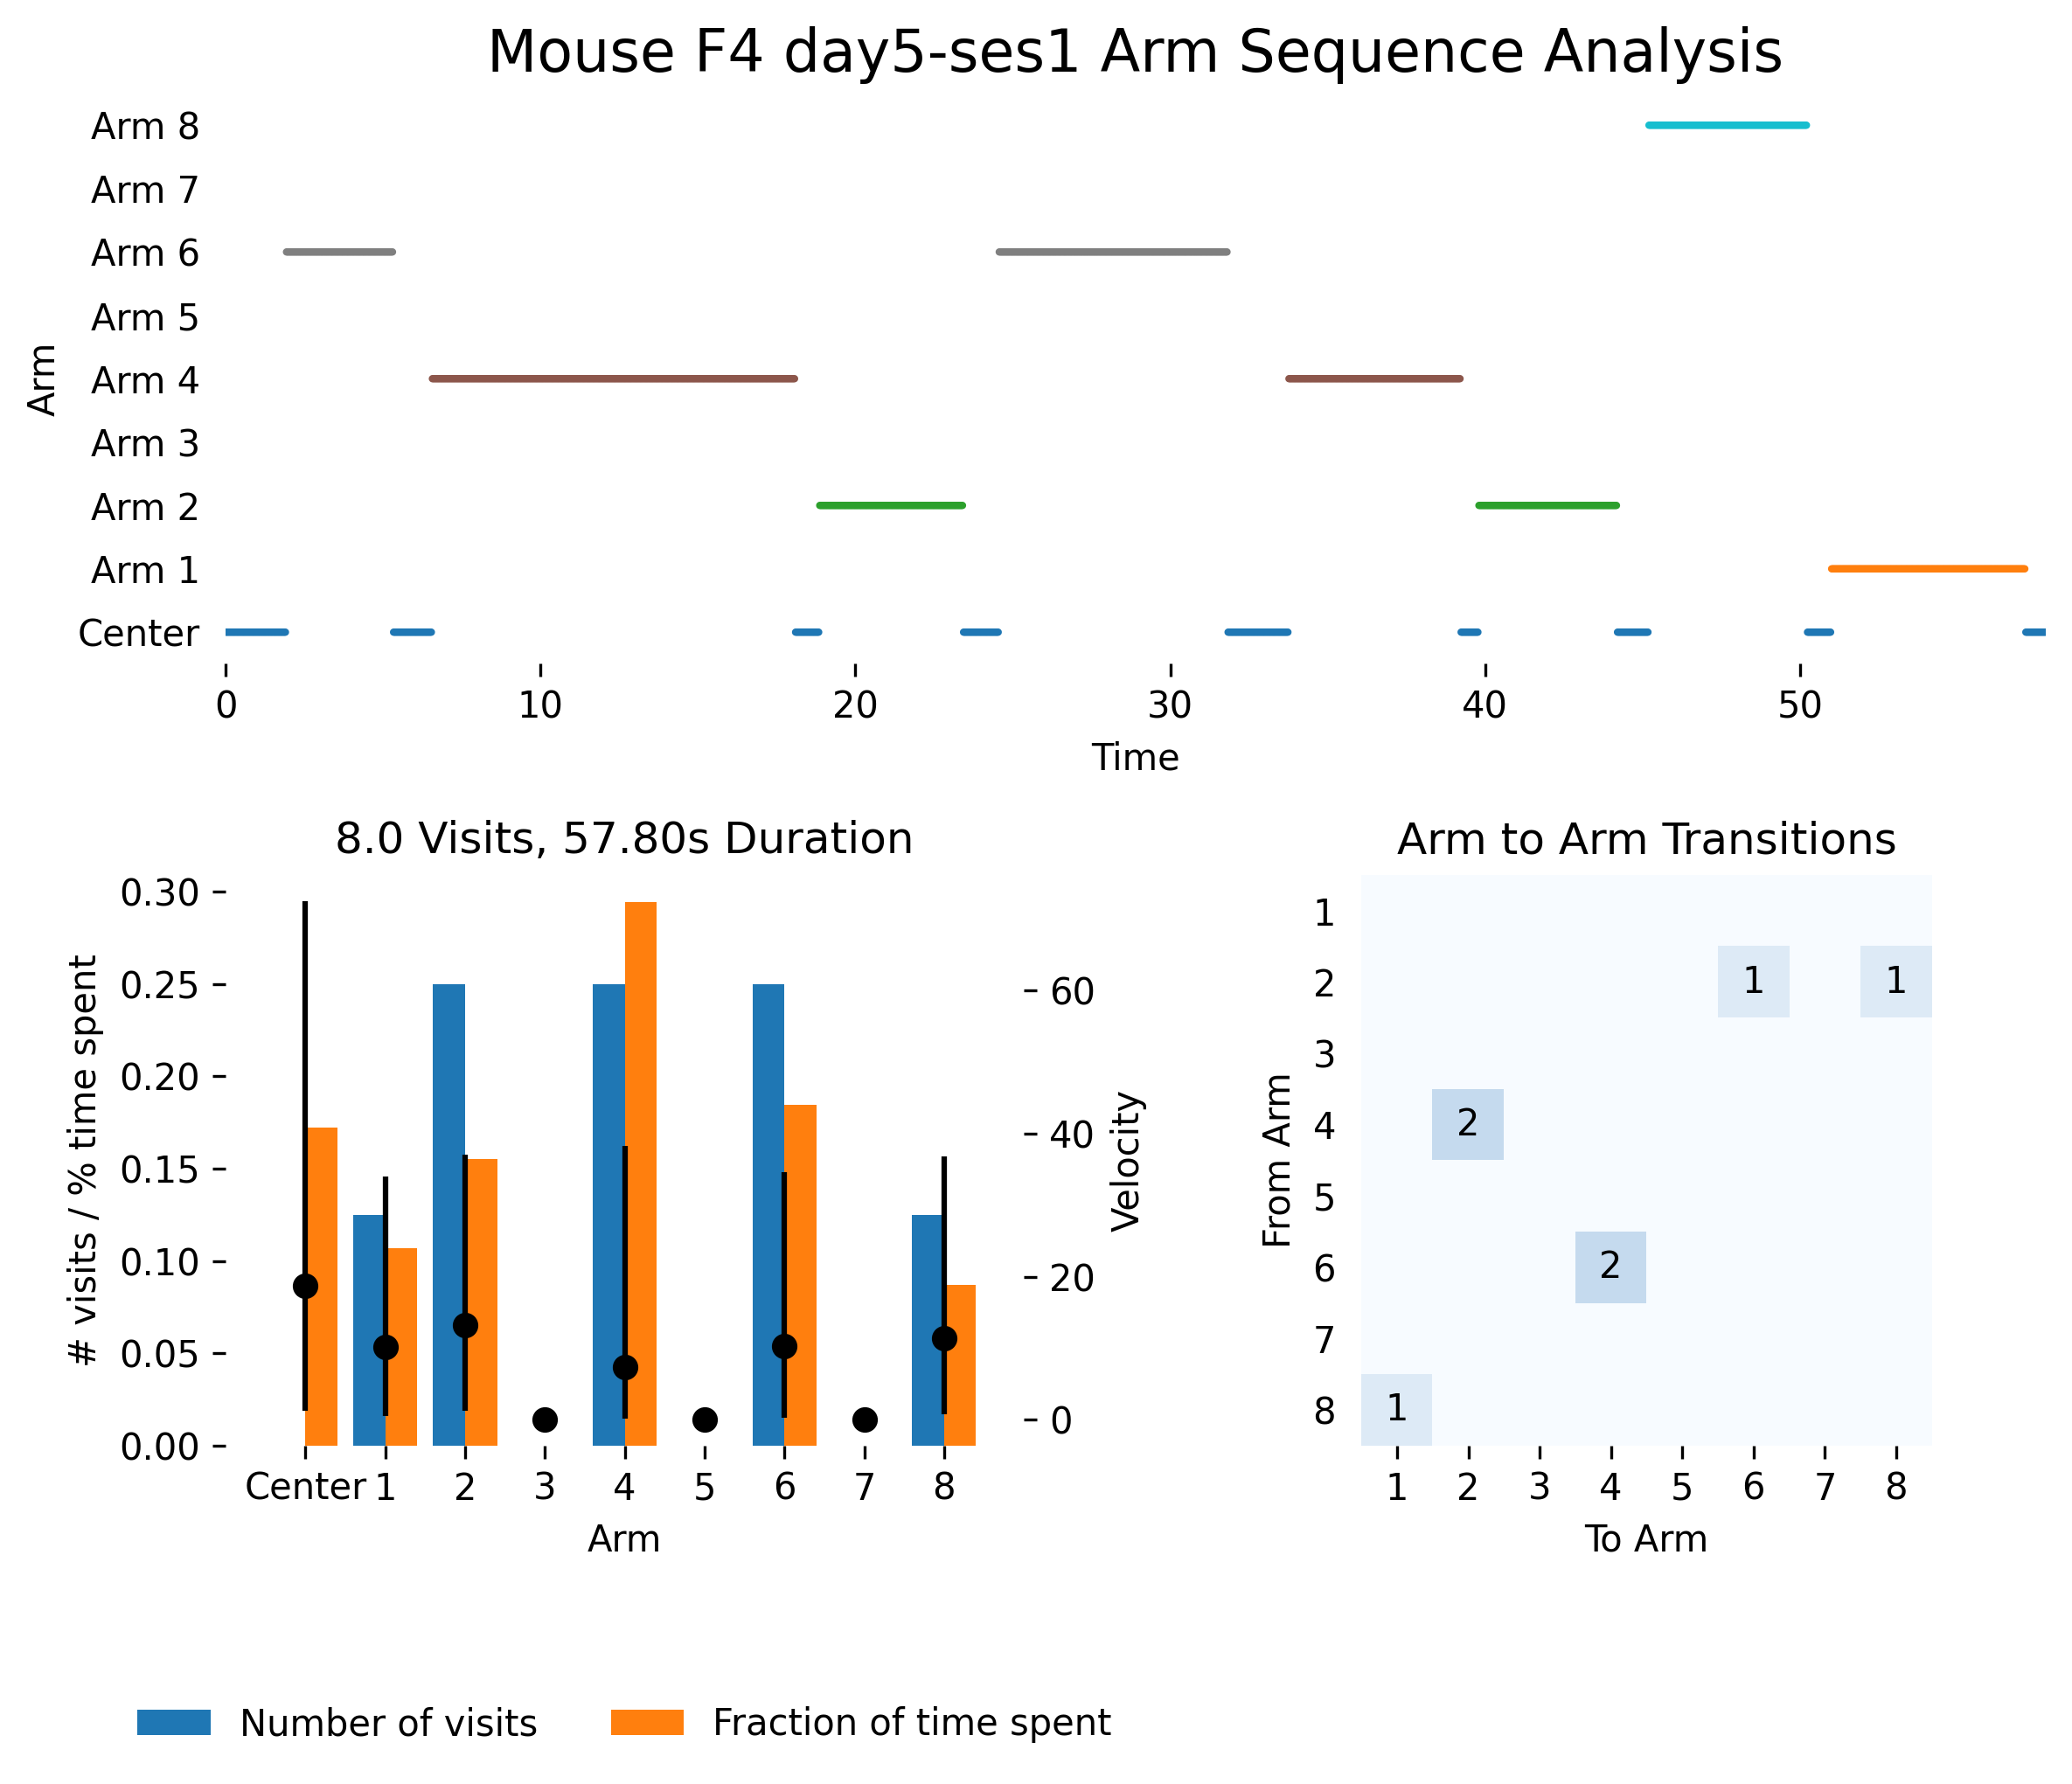 Mouse F4 day5-ses1 Arm Sequence Analysis
Arm
Arm 8
Arm 7
Arm 6
Arm 5
Arm 4
Arm 3
Arm 2
Arm 1
Center
0 10 20 30 40 50
Time
8.0 Visits, 57.80s Duration
# visits / % time spent
0.30
0.25
0.20
0.15
0.10
0.05
0.00
60
40
20
0
Velocity
Center 1 2 3 4 5 6 7 8
Arm
Arm to Arm Transitions
From Arm
1
2 1 1
3
4 2
5
6 2
7
8 1
1 2 3 4 5 6 7 8
To Arm
Number of visits Fraction of time spent